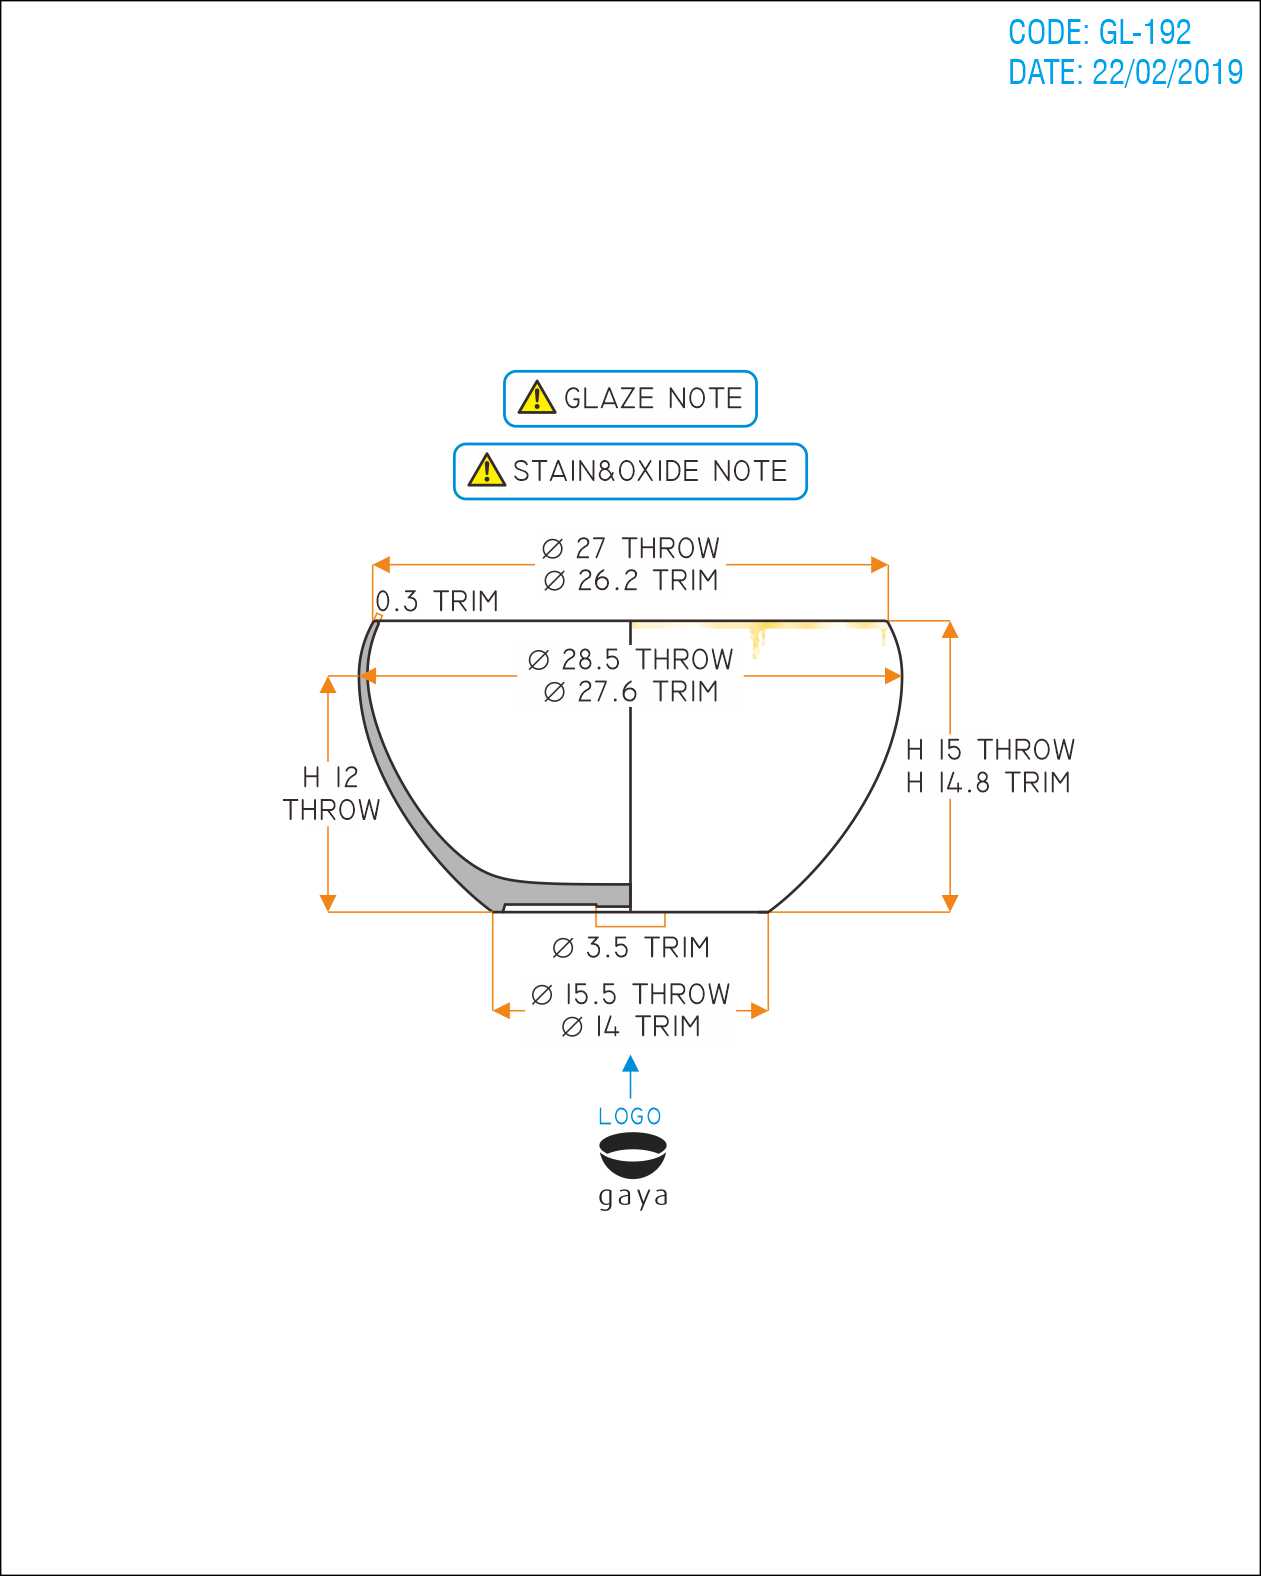 CODE: GL-192
DATE: 22/02/2019
GLAZE NOTE
STAIN&OXIDE NOTE
Ø 27 THROW
Ø 26.2 TRIM
0.3 TRIM
Ø 28.5 THROW
Ø 27.6 TRIM
H 15 THROW
H 14.8 TRIM
H 12
THROW
Ø 3.5 TRIM
Ø 15.5 THROW
Ø 14 TRIM
LOGO
gaya